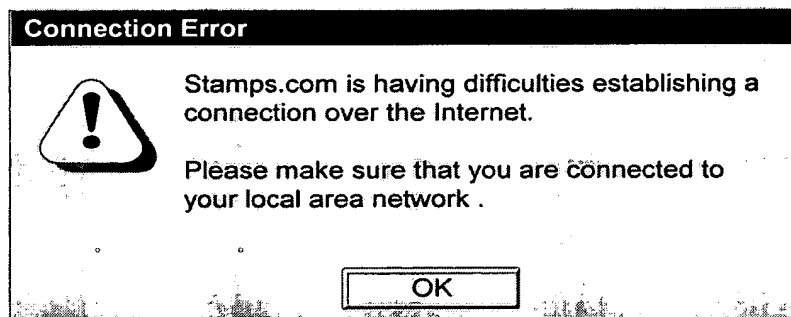 Connection Error
Stamps.com is having difficulties establishing a
connection over the Internet.
Please make sure that you are connected to
your local area network .
OK